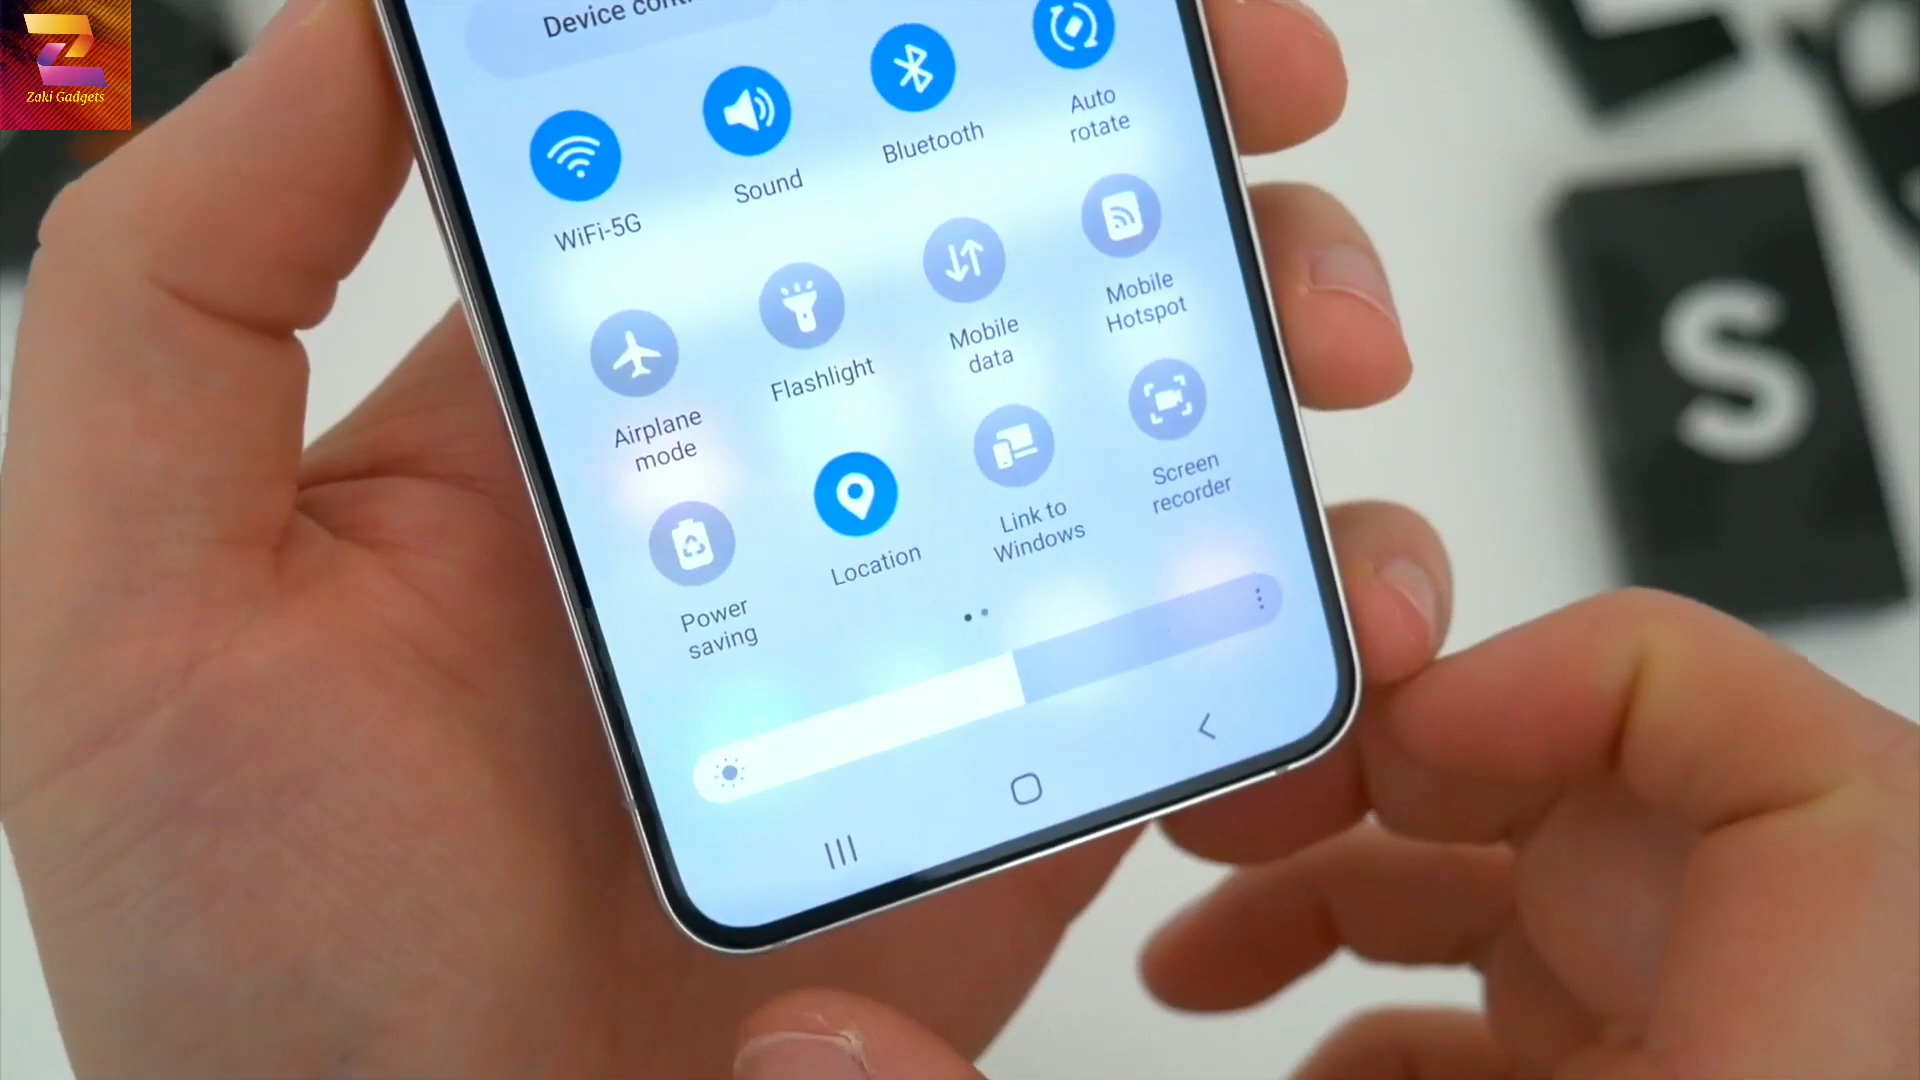 Z
Zaki Gadgets
Device
WiFi-5G
Sound
Bluetooth
Auto
rotate
Airplane
mode
Flashlight
Mobile
data
Mobile
Hotspot
Power
saving
Location
Link to
Windows
Screen
recorder
S